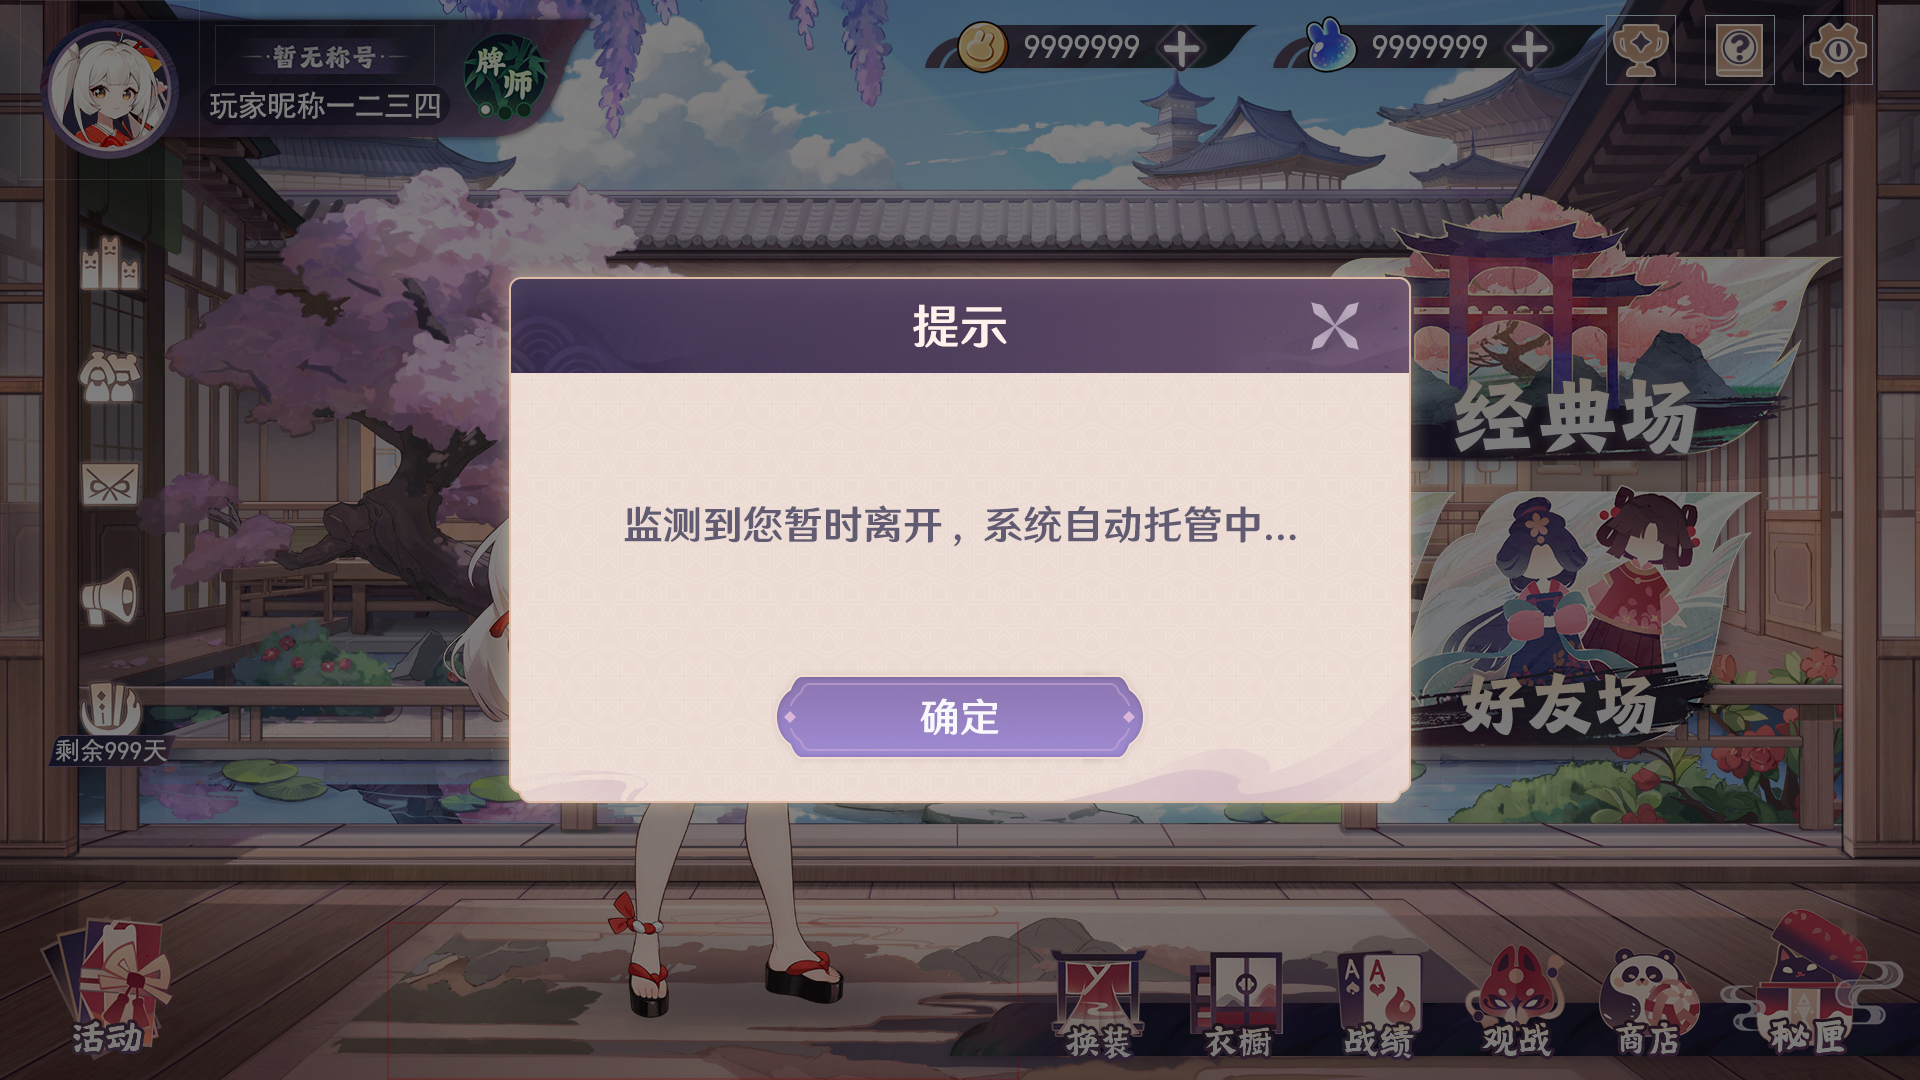 暂无称号
玩家昵称一二三四
牌师
9999999
9999999
提示
监测到您暂时离开，系统自动托管中...
确定
经典场
好友场
剩余999天
活动
换装
衣橱
A A
战绩
观战
商店
秘匣